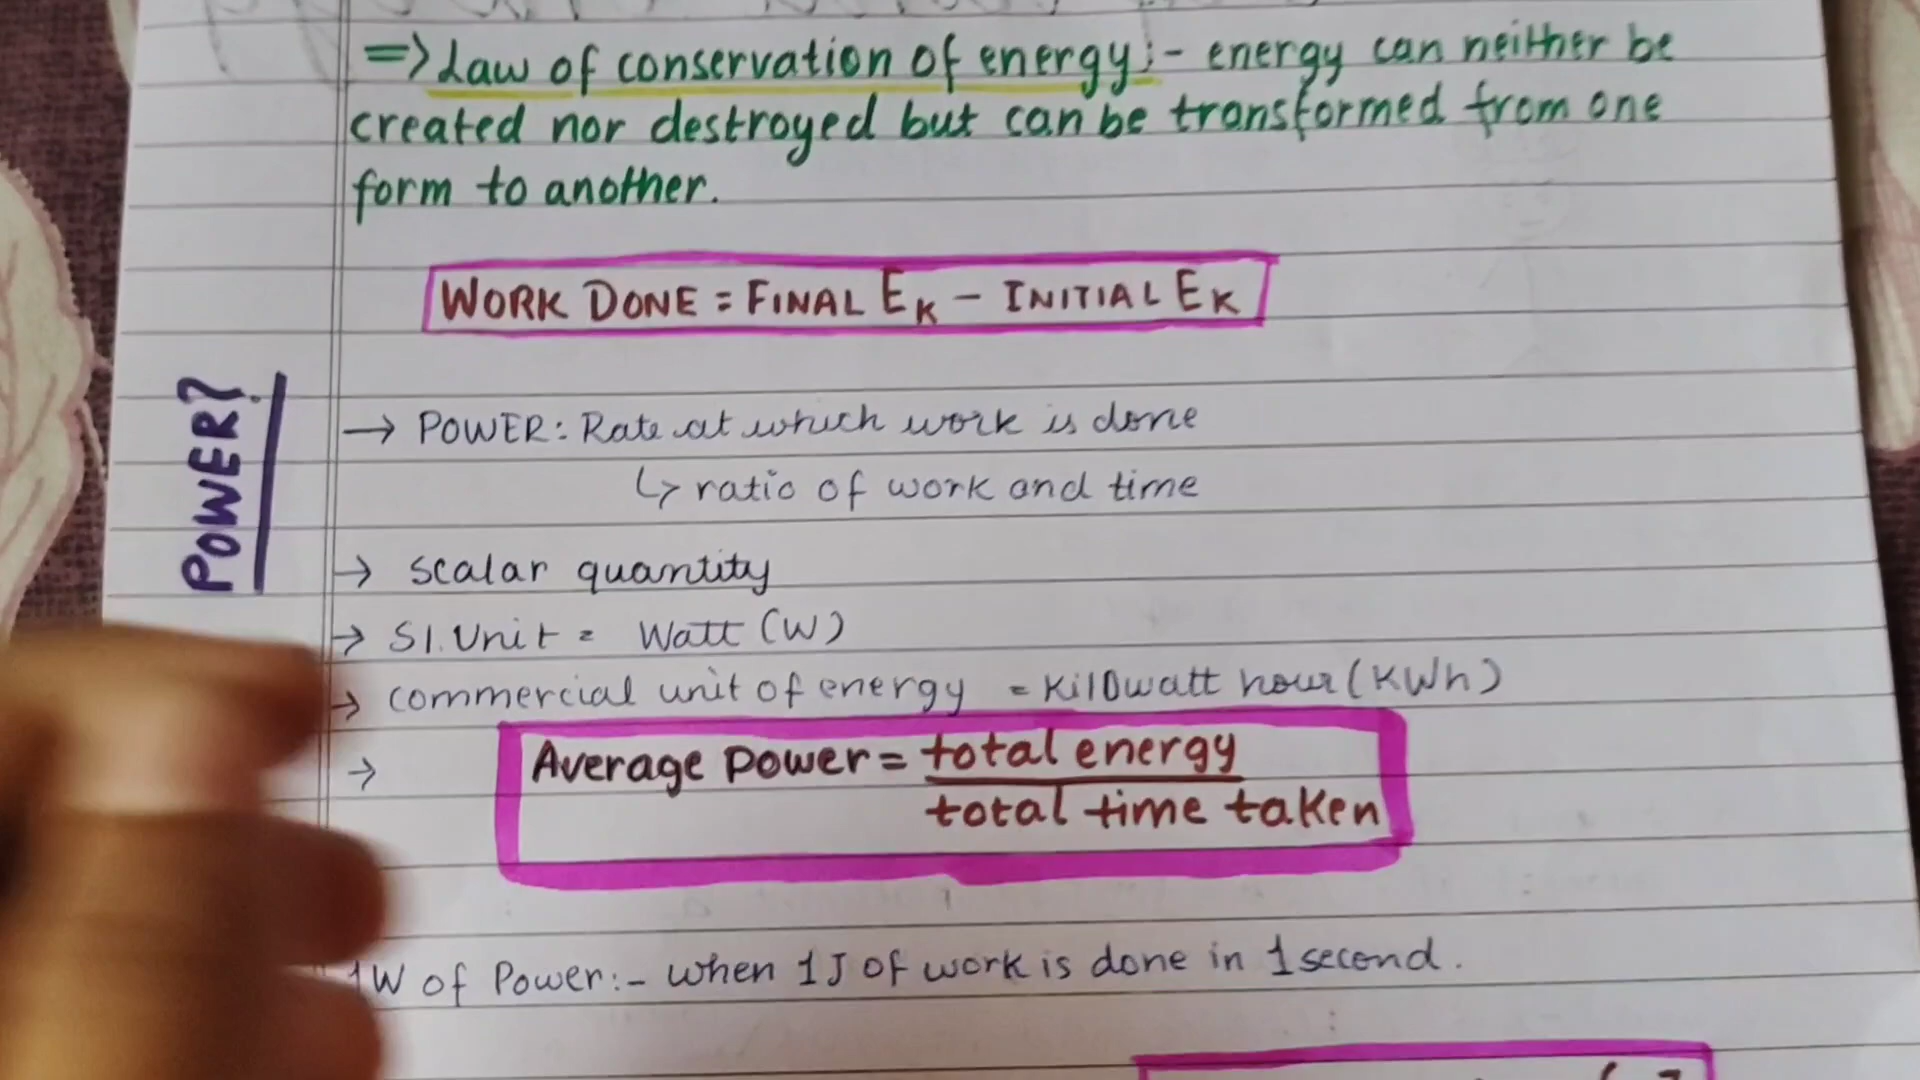 => Law of conservation of energy :- energy can neither be
created nor destroyed but can be transformed from one
form to another.
WORK DONE = FINAL EK - INITIAL EK
POWER?
→ POWER: Rate at which work is done
↳ ratio of work and time
→ scalar quantity
→ SI. Unit = Watt (W)
→ commercial unit of energy = Kilowatt hour (KWh)
→ Average power = total energy
total time taken
1W of Power:- when 1J of work is done in 1 second.